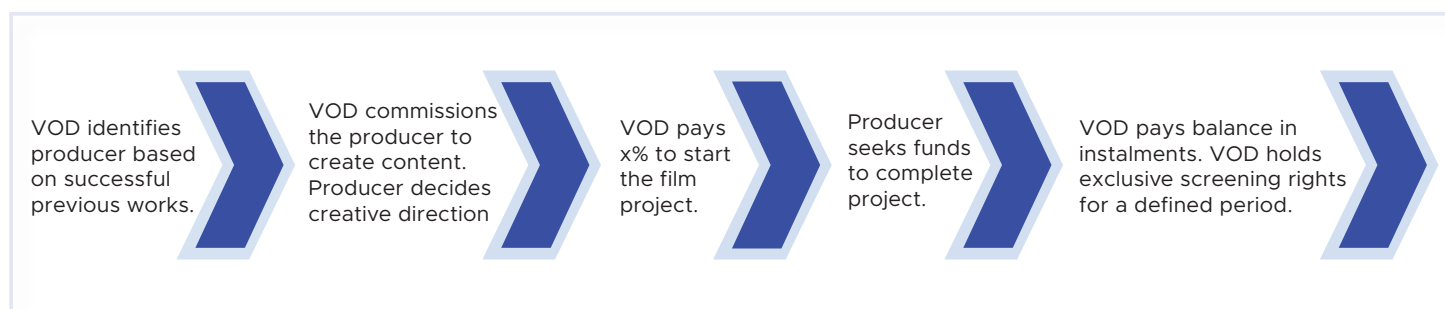 VOD identifies
producer based
on successful
previous works.
VOD commissions
the producer to
create content.
Producer decides
creative direction
VOD pays
x% to start
the film
project.
Producer
seeks funds
to complete
project.
VOD pays balance in
instalments. VOD holds
exclusive screening rights
for a defined period.